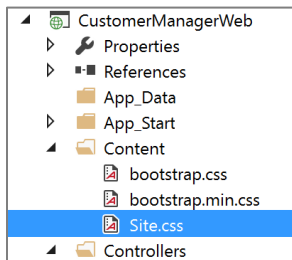 CustomerManagerWeb
Properties
References
App_Data
App_Start
Content
bootstrap.css
bootstrap.min.css
Site.css
Controllers